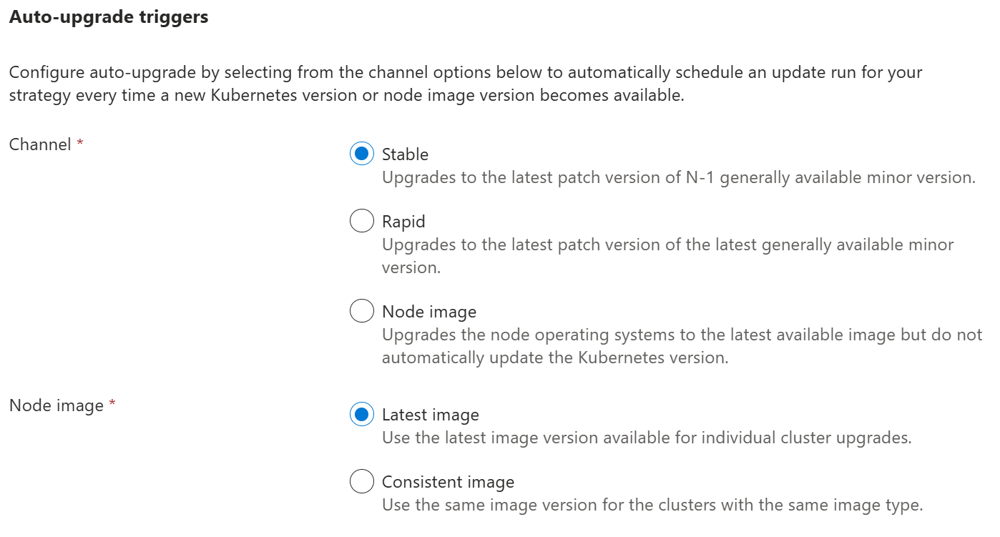 Auto-upgrade triggers
Configure auto-upgrade by selecting from the channel options below to automatically schedule an update run for your
strategy every time a new Kubernetes version or node image version becomes available.
Channel *
Stable
Upgrades to the latest patch version of N-1 generally available minor version.
Rapid
Upgrades to the latest patch version of the latest generally available minor
version.
Node image
Upgrades the node operating systems to the latest available image but do not
automatically update the Kubernetes version.
Node image *
Latest image
Use the latest image version available for individual cluster upgrades.
Consistent image
Use the same image version for the clusters with the same image type.